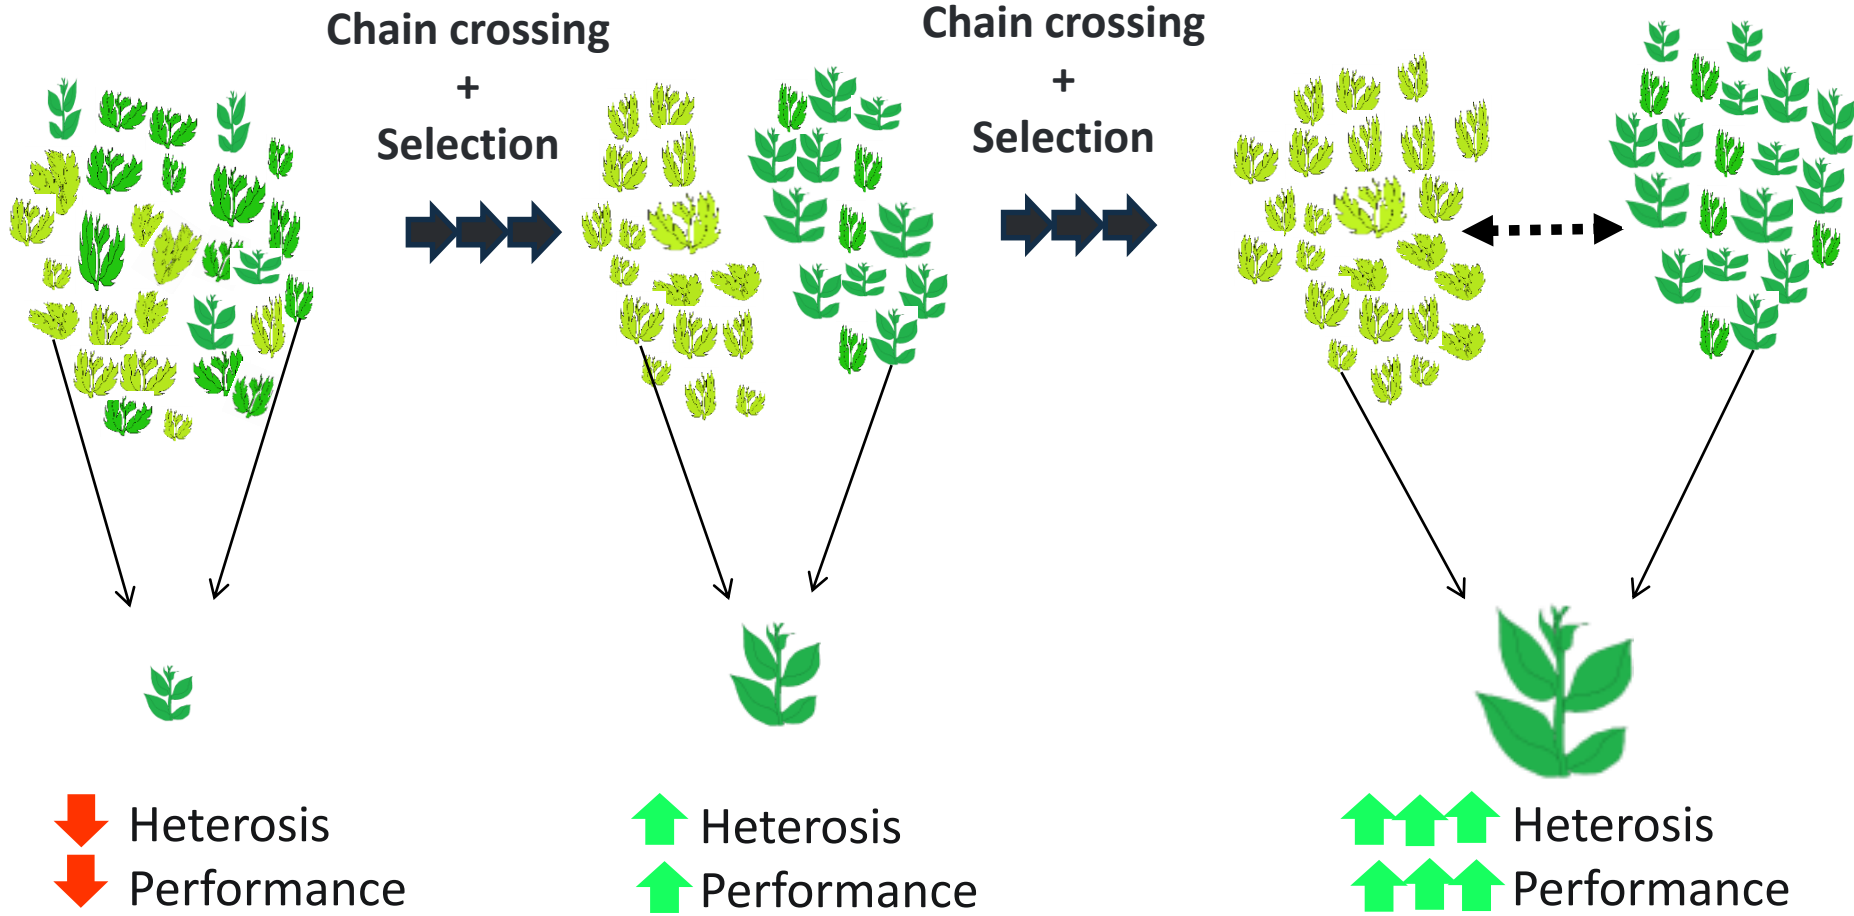 Chain crossing
+
Selection
Chain crossing
+
Selection
Heterosis
Performance
Heterosis
Performance
Heterosis
Performance